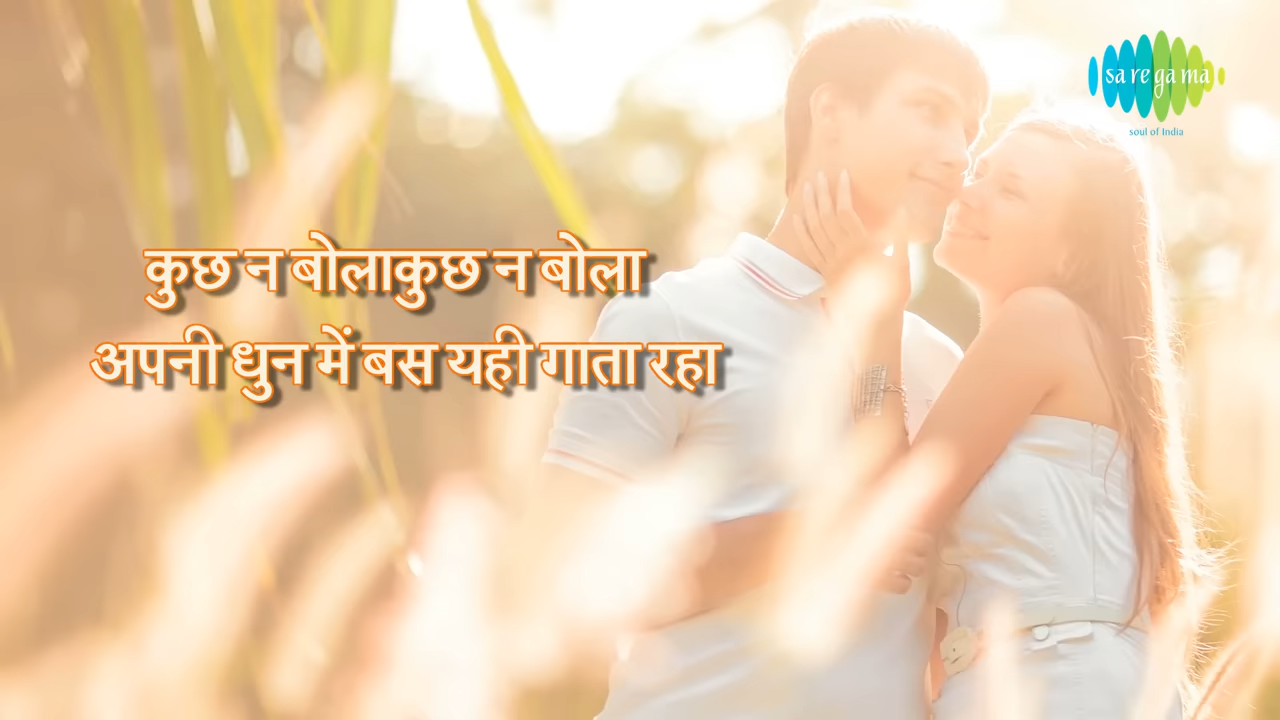 sa re ga ma
soul of India
कुछ न बोलाकुछ न बोला
अपनी धुन में बस यही गाता रहा